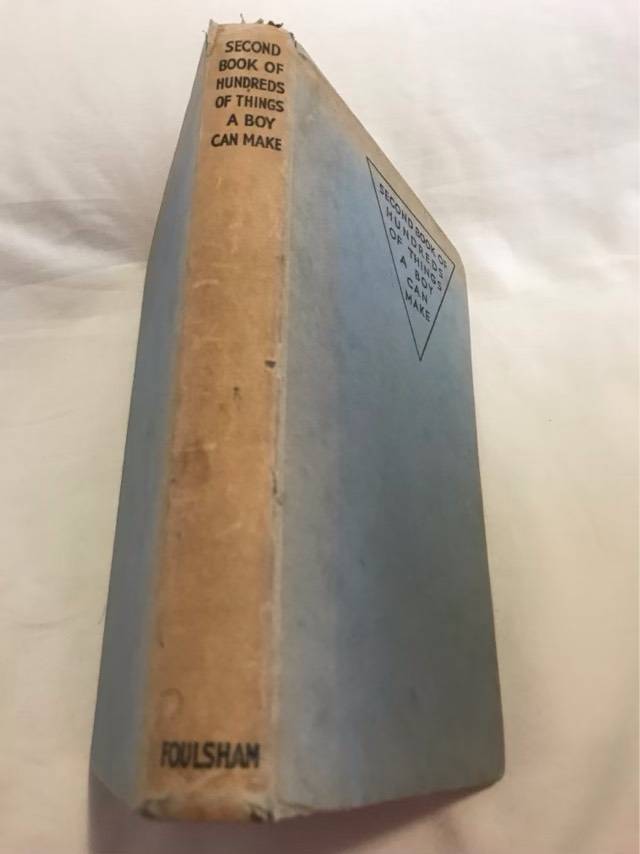 SECOND
BOOK OF
HUNDREDS
OF THINGS
A BOY
CAN MAKE
FOULSHAM
SECOND BOOK OF
HUNDREDS
OF THINGS
A BOY
CAN
MAKE